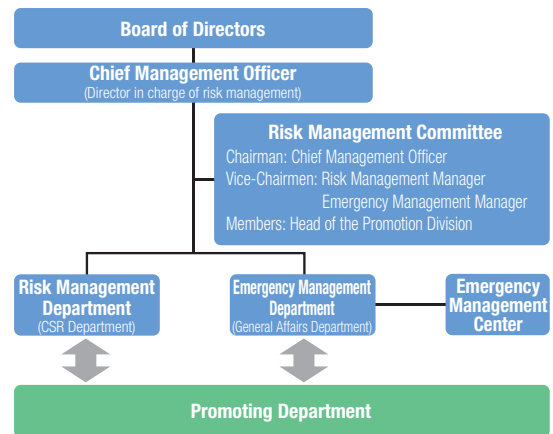 Board of Directors
Chief Management Officer
(Director in charge of risk management)
Risk Management Committee
Chairman: Chief Management Officer
Vice-Chairmen: Risk Management Manager
Emergency Management Manager
Members: Head of the Promotion Division
Risk Management
Department
(CSR Department)
Emergency Management
Department
(General Affairs Department)
Emergency
Management
Center
Promoting Department